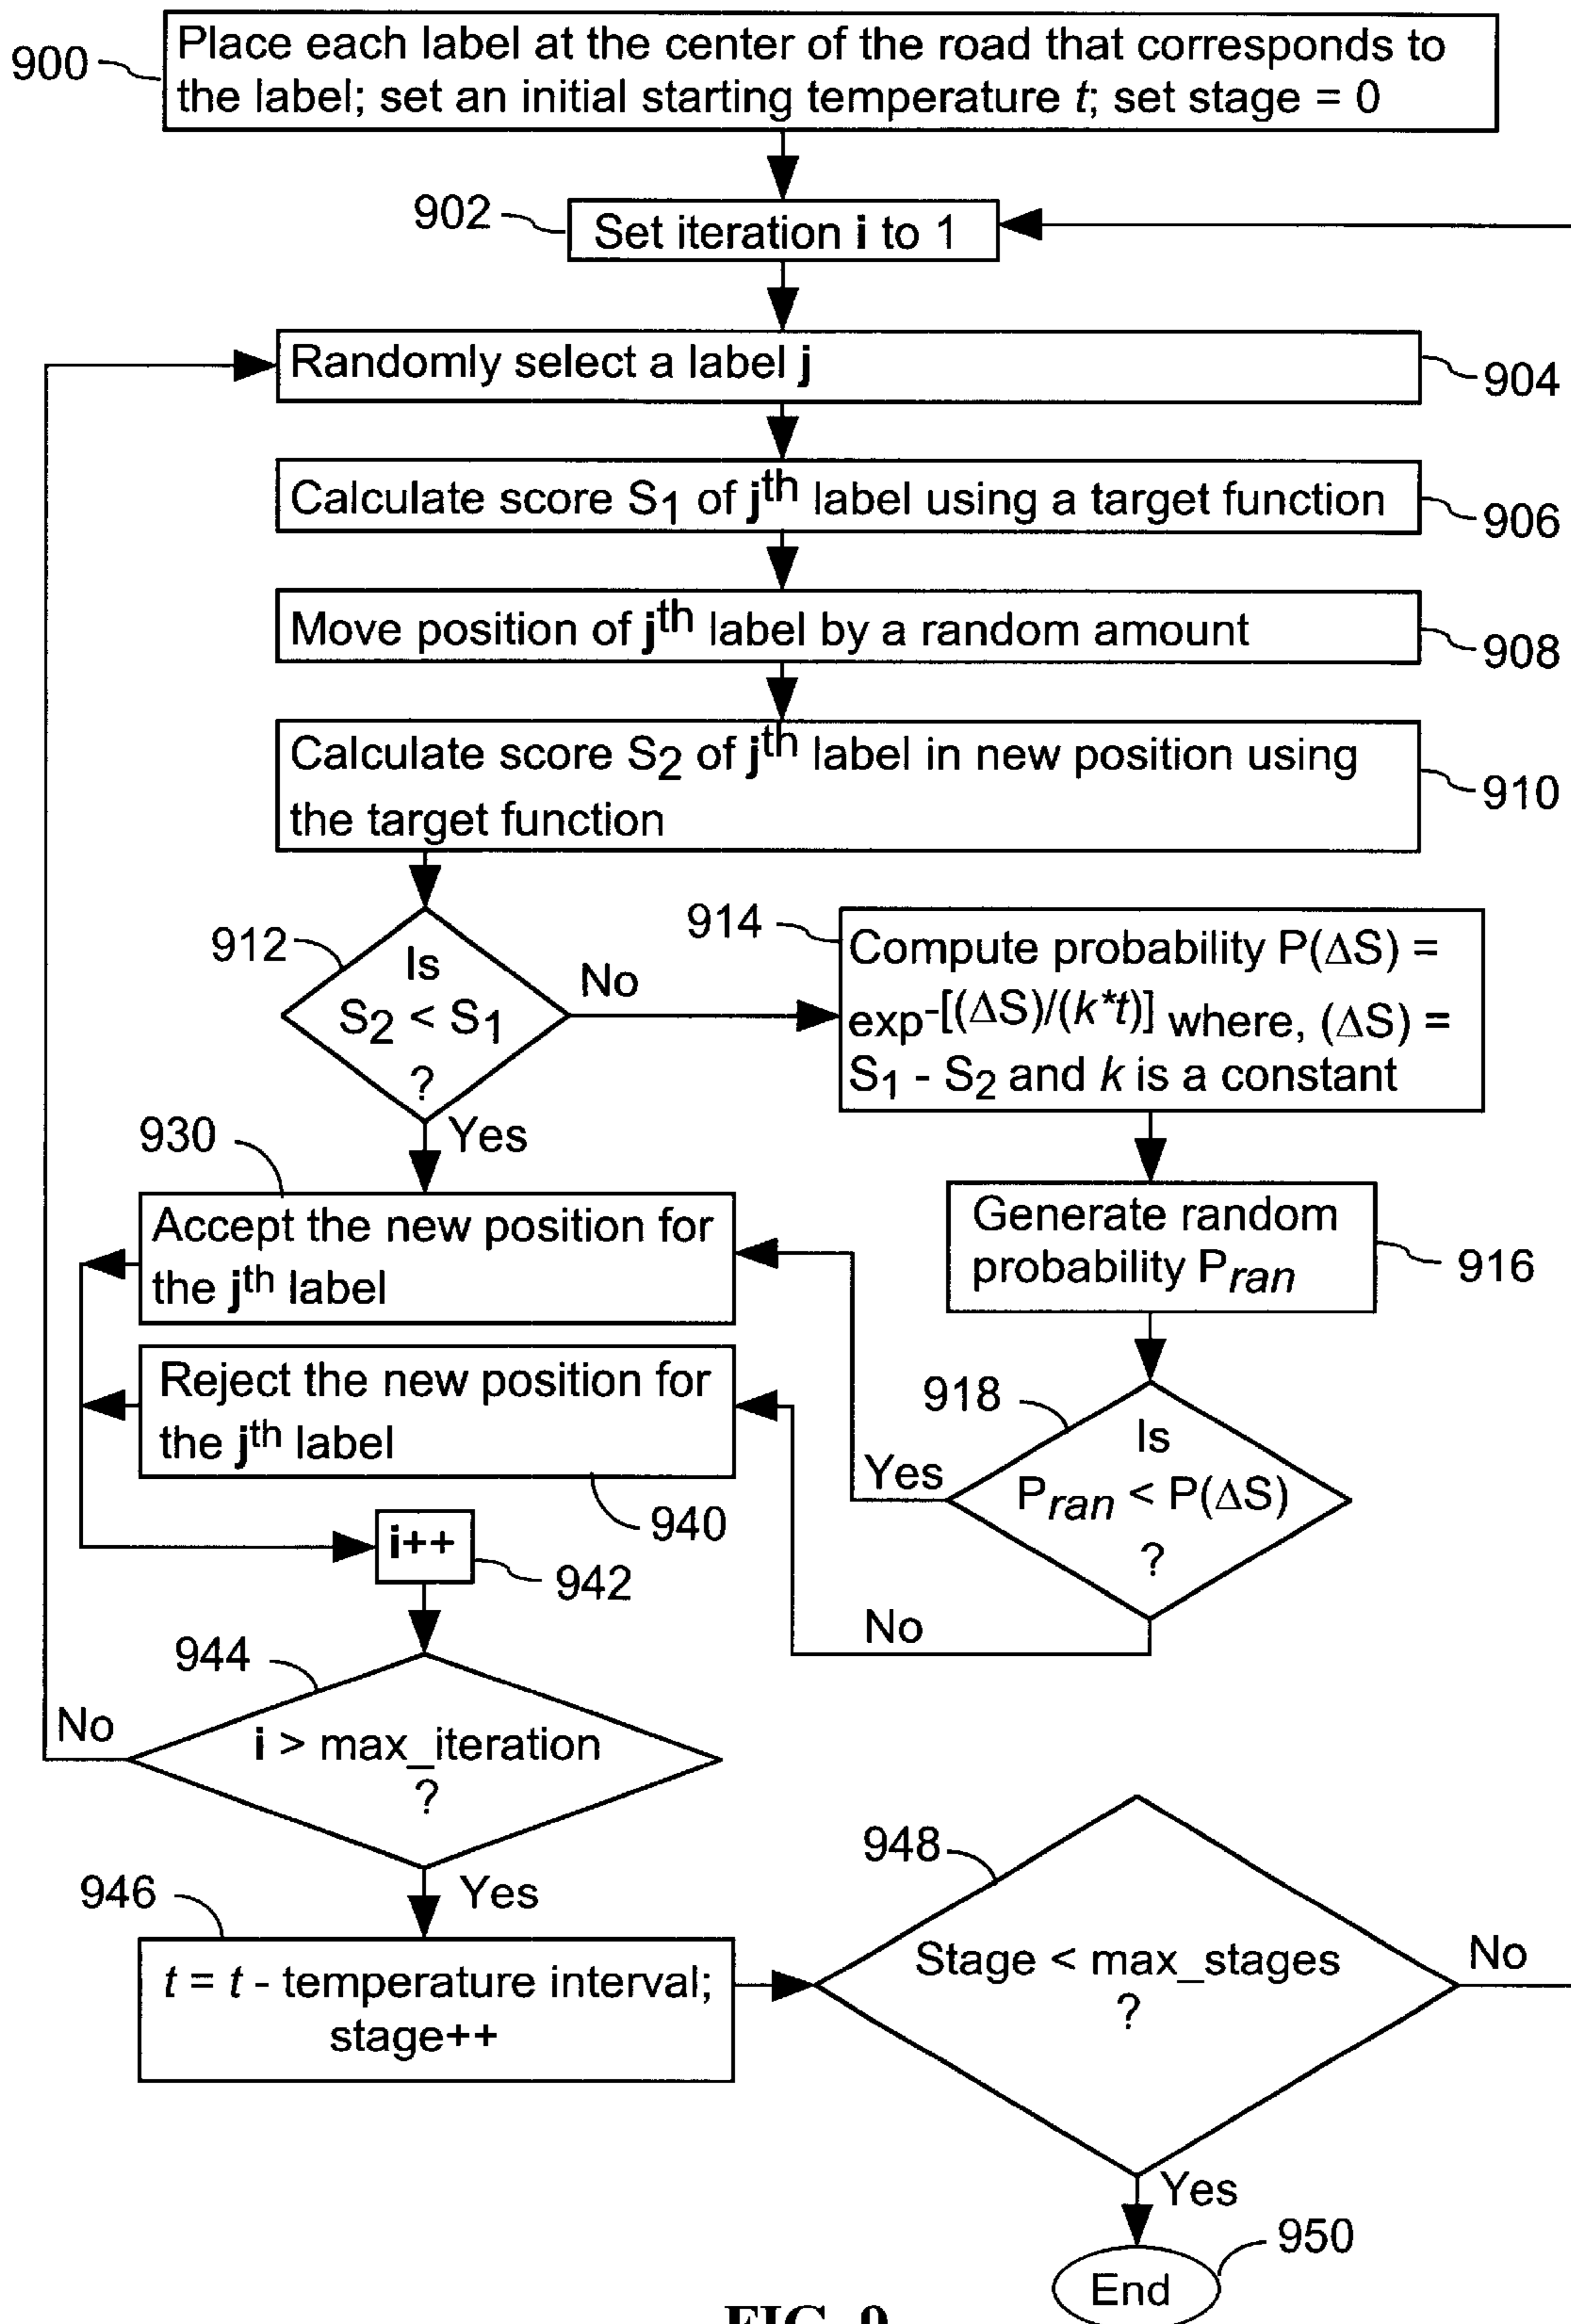 900
Place each label at the center of the road that corresponds to
the label; set an initial starting temperature t; set stage = 0
902
Set iteration i to 1
Randomly select a label j
904
Calculate score S1 of jth label using a target function
906
Move position of jth label by a random amount
908
Calculate score S2 of jth label in new position using
the target function
910
912
Is
S2 < S1
?
No
Yes
914
Compute probability P(ΔS) =
exp-[(ΔS)/(k*t)] where, (ΔS) =
S1 - S2 and k is a constant
930
Accept the new position for
the jth label
Generate random
probability Pran
916
Reject the new position for
the jth label
940
918
Is
Pran < P(ΔS)
?
Yes
No
i++
942
944
i > max_iteration
?
No
Yes
946
t = t - temperature interval;
stage++
948
Stage < max_stages
?
No
Yes
950
End
FIG. 9